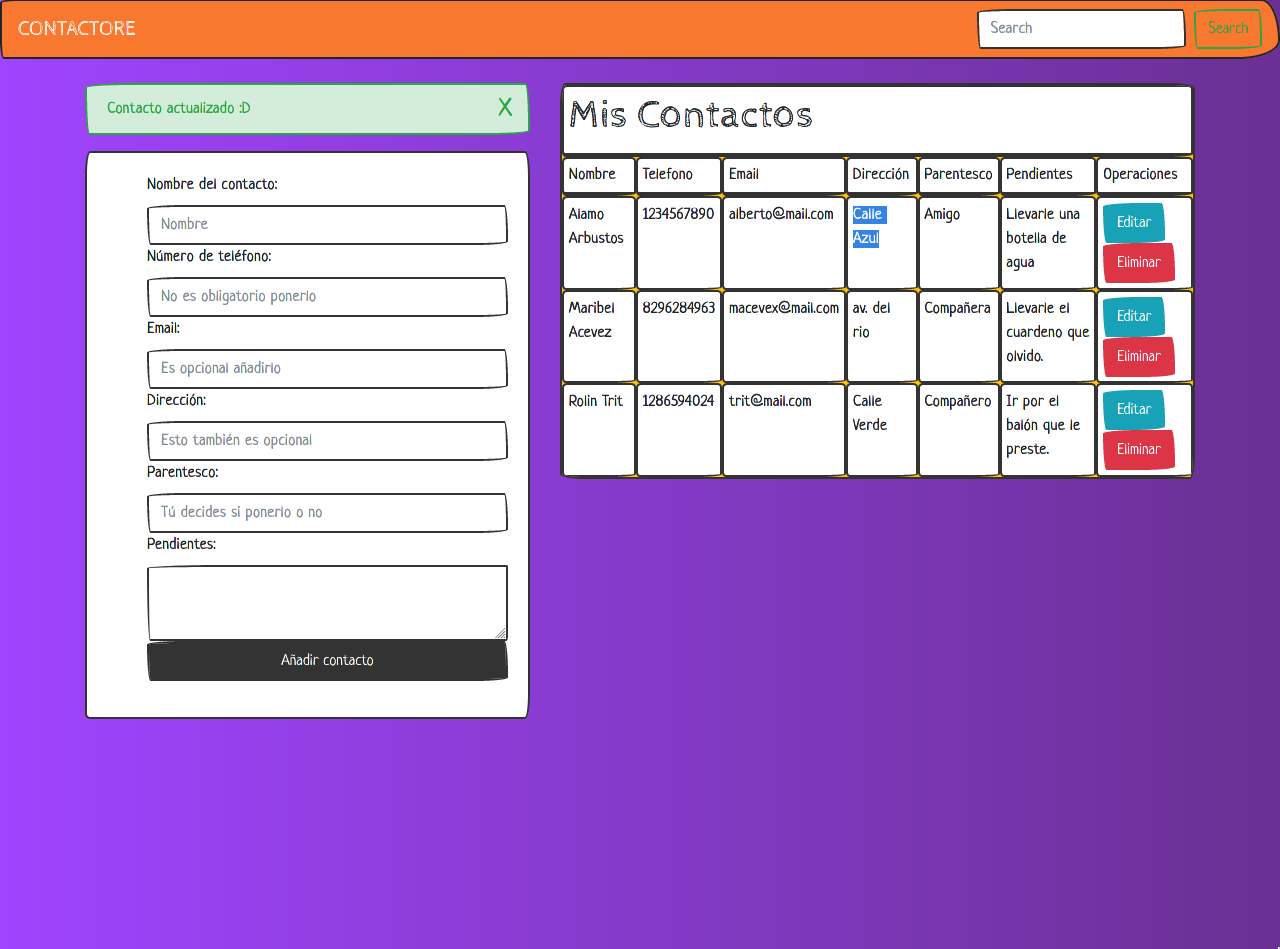 CONTACTORE
Search
Search
Contacto actualizado :D
X
Nombre del contacto:
Nombre
Número de teléfono:
No es obligatorio ponerlo
Email:
Es opcional añadirlo
Dirección:
Esto también es opcional
Parentesco:
Tú decides si ponerlo o no
Pendientes:
Añadir contacto
Mis Contactos
Nombre Telefono Email Dirección Parentesco Pendientes Operaciones
Alamo 1234567890 alberto@mail.com Calle Amigo Llevarle una Editar
Arbustos Azul botella de
agua Eliminar
Maribel 8296284963 macevex@mail.com av. del Compañera Llevarle el Editar
Acevez rio cuardeno que
olvido. Eliminar
Rolin Trit 1286594024 trit@mail.com Calle Compañero Ir por el Editar
Verde balón que le
preste. Eliminar